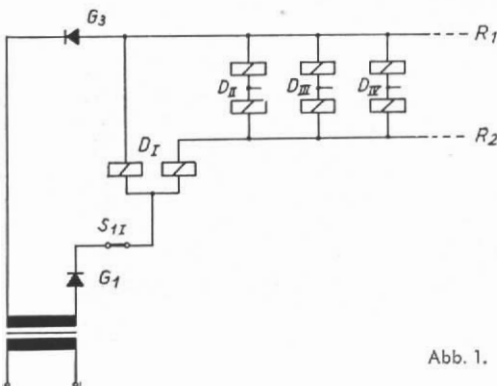 G3
R1
DII DIII DIV
R2
DI
S1I
G1
Abb. 1.